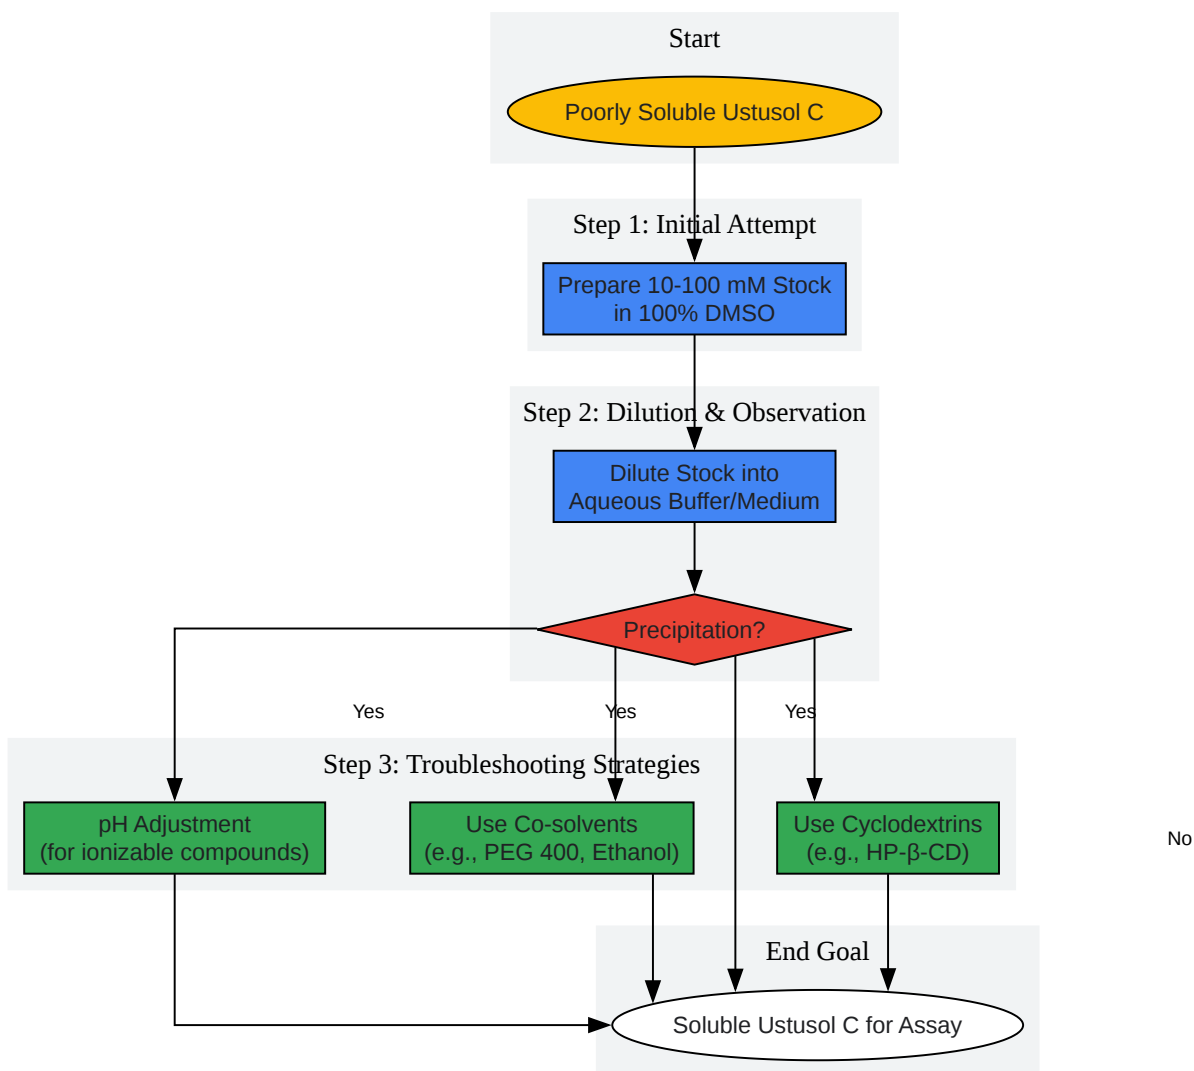 Start
Poorly Soluble Ustusol C
Step 1: Initial Attempt
Prepare 10-100 mM Stock
in 100% DMSO
Step 2: Dilution & Observation
Dilute Stock into
Aqueous Buffer/Medium
Precipitation?
Yes
Yes
Yes
Step 3: Troubleshooting Strategies
pH Adjustment
(for ionizable compounds)
Use Co-solvents
(e.g., PEG 400, Ethanol)
Use Cyclodextrins
(e.g., HP-β-CD)
No
End Goal
Soluble Ustusol C for Assay